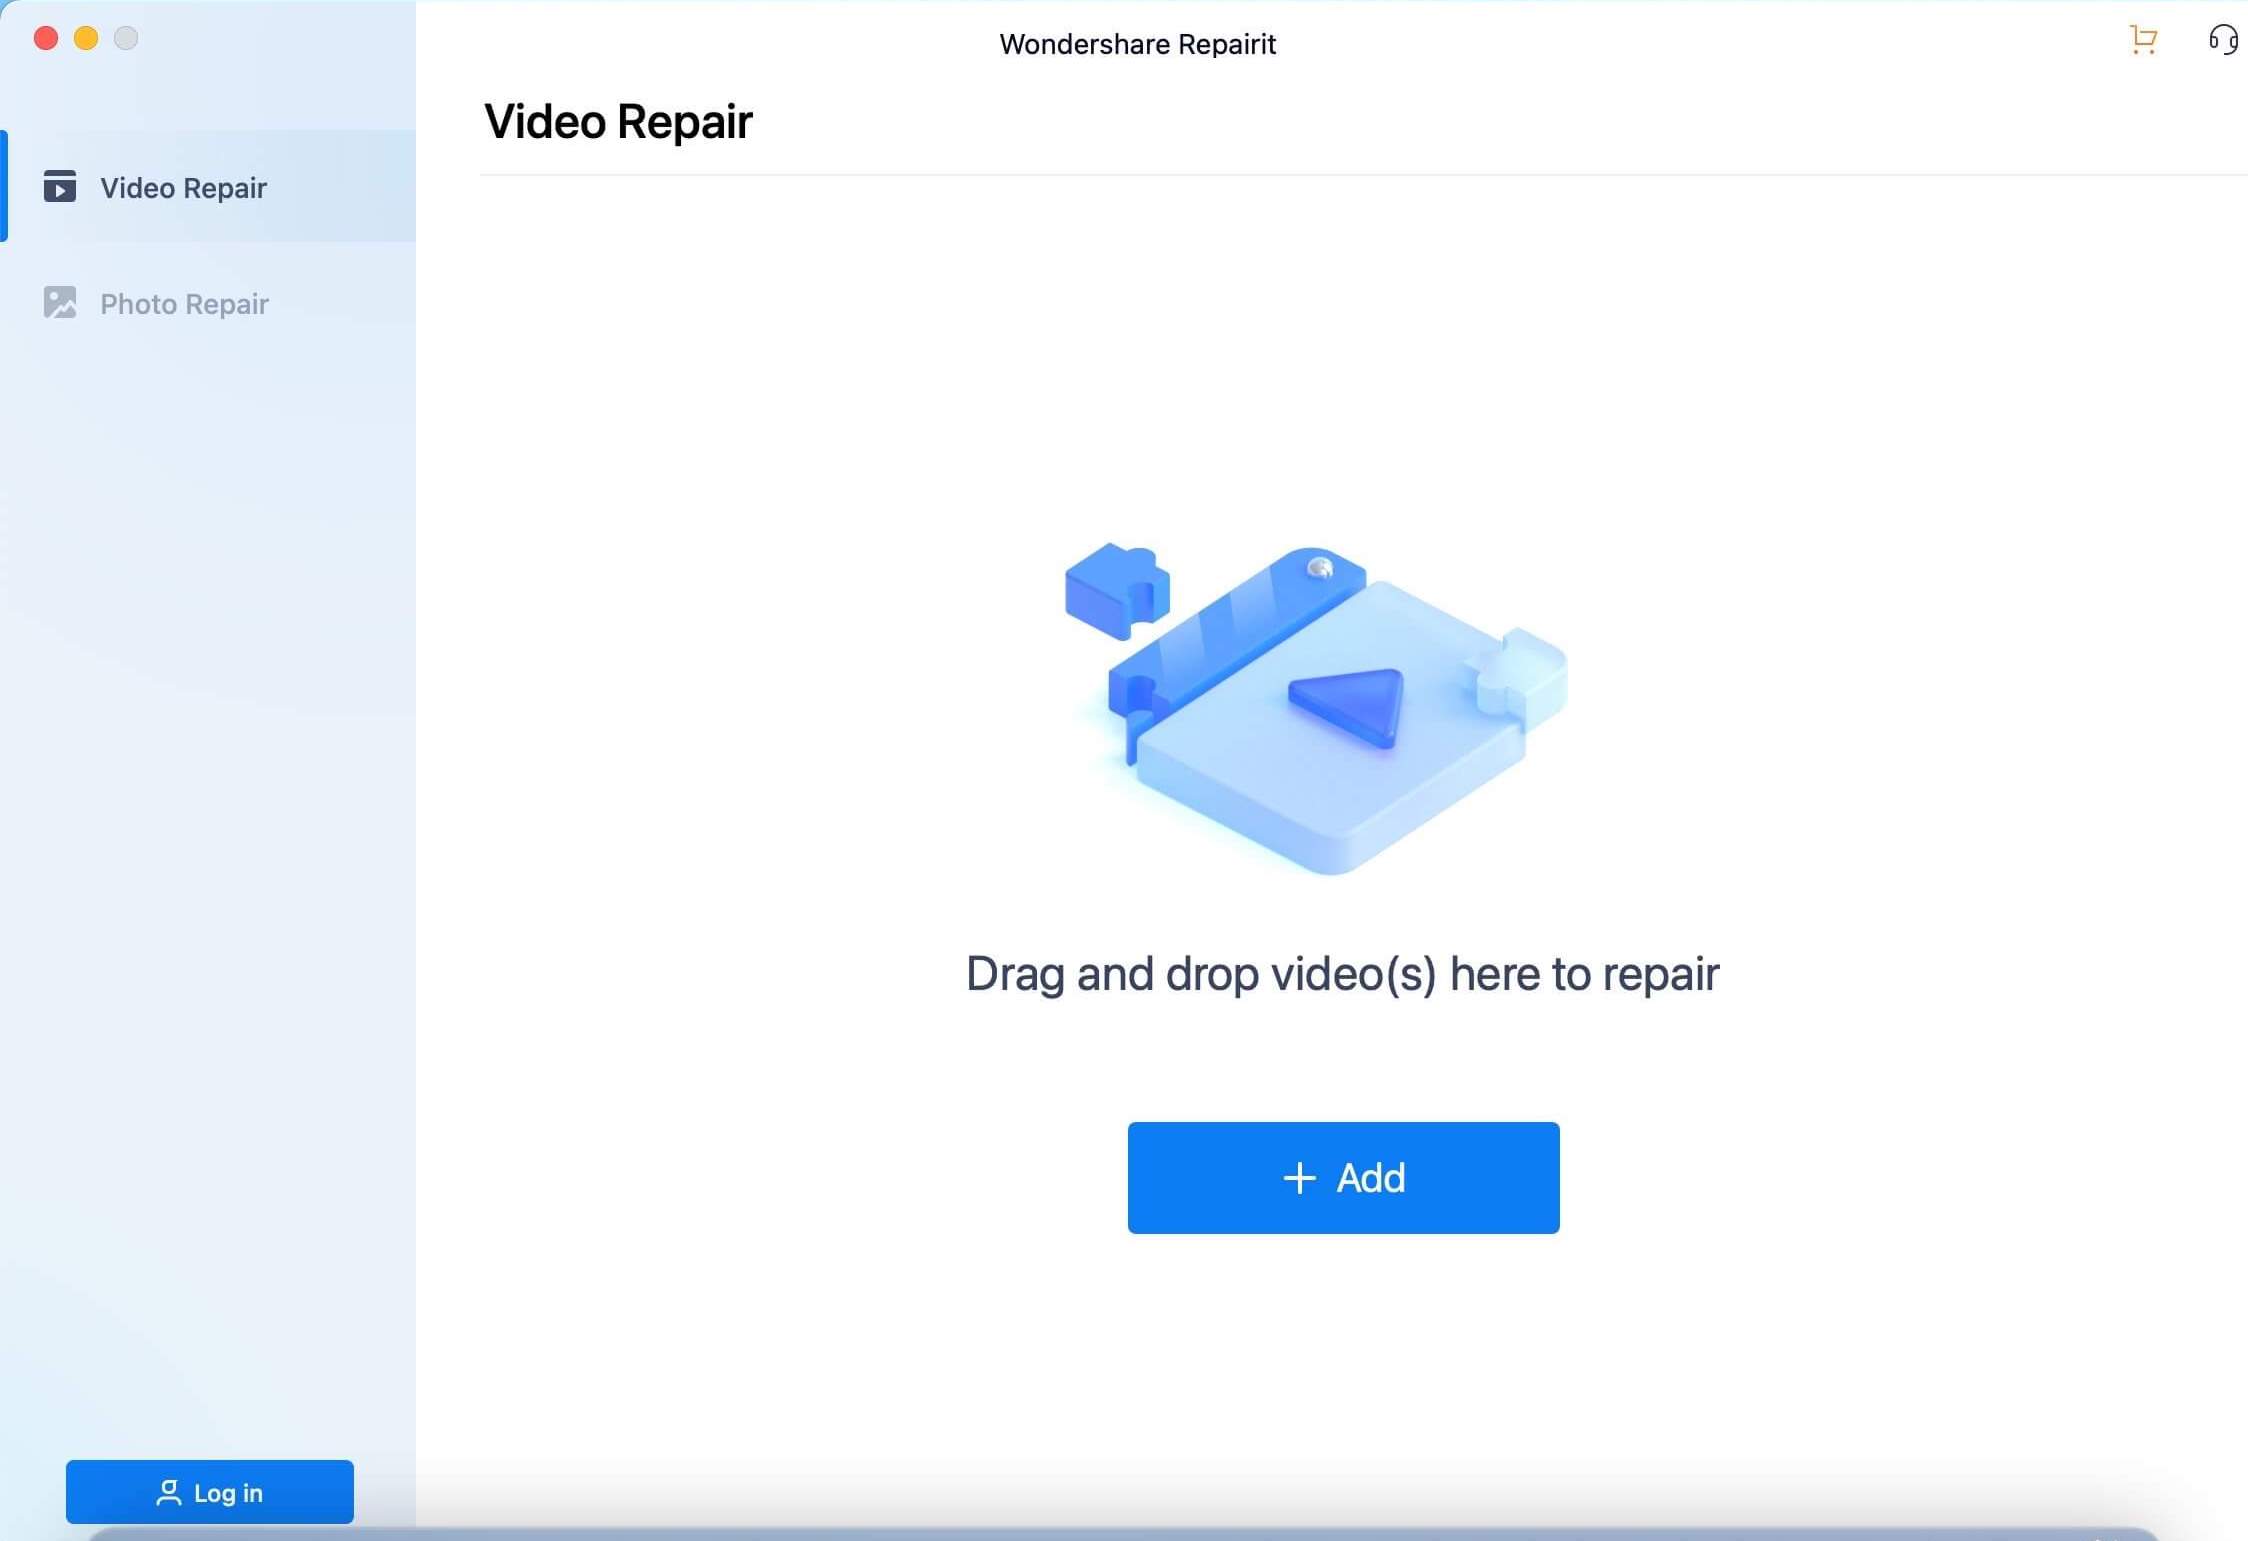 Wondershare Repairit
Video Repair
Video Repair
Photo Repair
Drag and drop video(s) here to repair
Add
Log in